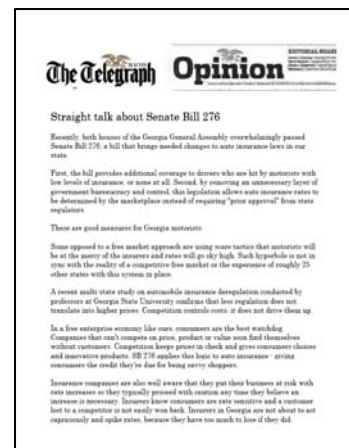 The Telegraph
MACON
Opinion
EDITORIAL BOARD
Straight talk about Senate Bill 276
Recently, both houses of the Georgia General Assembly overwhelmingly passed
Senate Bill 276, a bill that brings needed changes to auto insurance laws in our
state.
First, the bill provides additional coverage to drivers who are hit by motorists with
low levels of insurance, or none at all. Second, by removing an unnecessary layer of
government bureaucracy and control, this legislation allows auto insurance rates to
be determined by the marketplace instead of requiring "prior approval" from state
regulators.
These are good measures for Georgia motorists.
Some opposed to a free market approach are using scare tactics that motorists will
be at the mercy of the insurers and rates will go sky high. Such hyperbole is not in
sync with the reality of a competitive free market or the experience of roughly 25
other states with this system in place.
A recent multi-state study on automobile insurance deregulation conducted by
professors at Georgia State University confirms that less regulation does not
translate into higher prices. Competition controls costs; it does not drive them up.
In a free enterprise economy like ours, consumers are the best watchdog.
Companies that can't compete on price, product or value soon find themselves
without customers. Competition keeps prices in check and gives consumers choices
and innovative products. SB 276 applies this logic to auto insurance - giving
consumers the credit they're due for being savvy shoppers.
Insurance companies are also well aware that they put their business at risk with
rate increases so they typically proceed with caution any time they believe an
increase is necessary. Insurers know consumers are rate sensitive and a customer
lost to a competitor is not easily won back. Insurers in Georgia are not about to act
capriciously and spike rates, because they have too much to lose if they did.